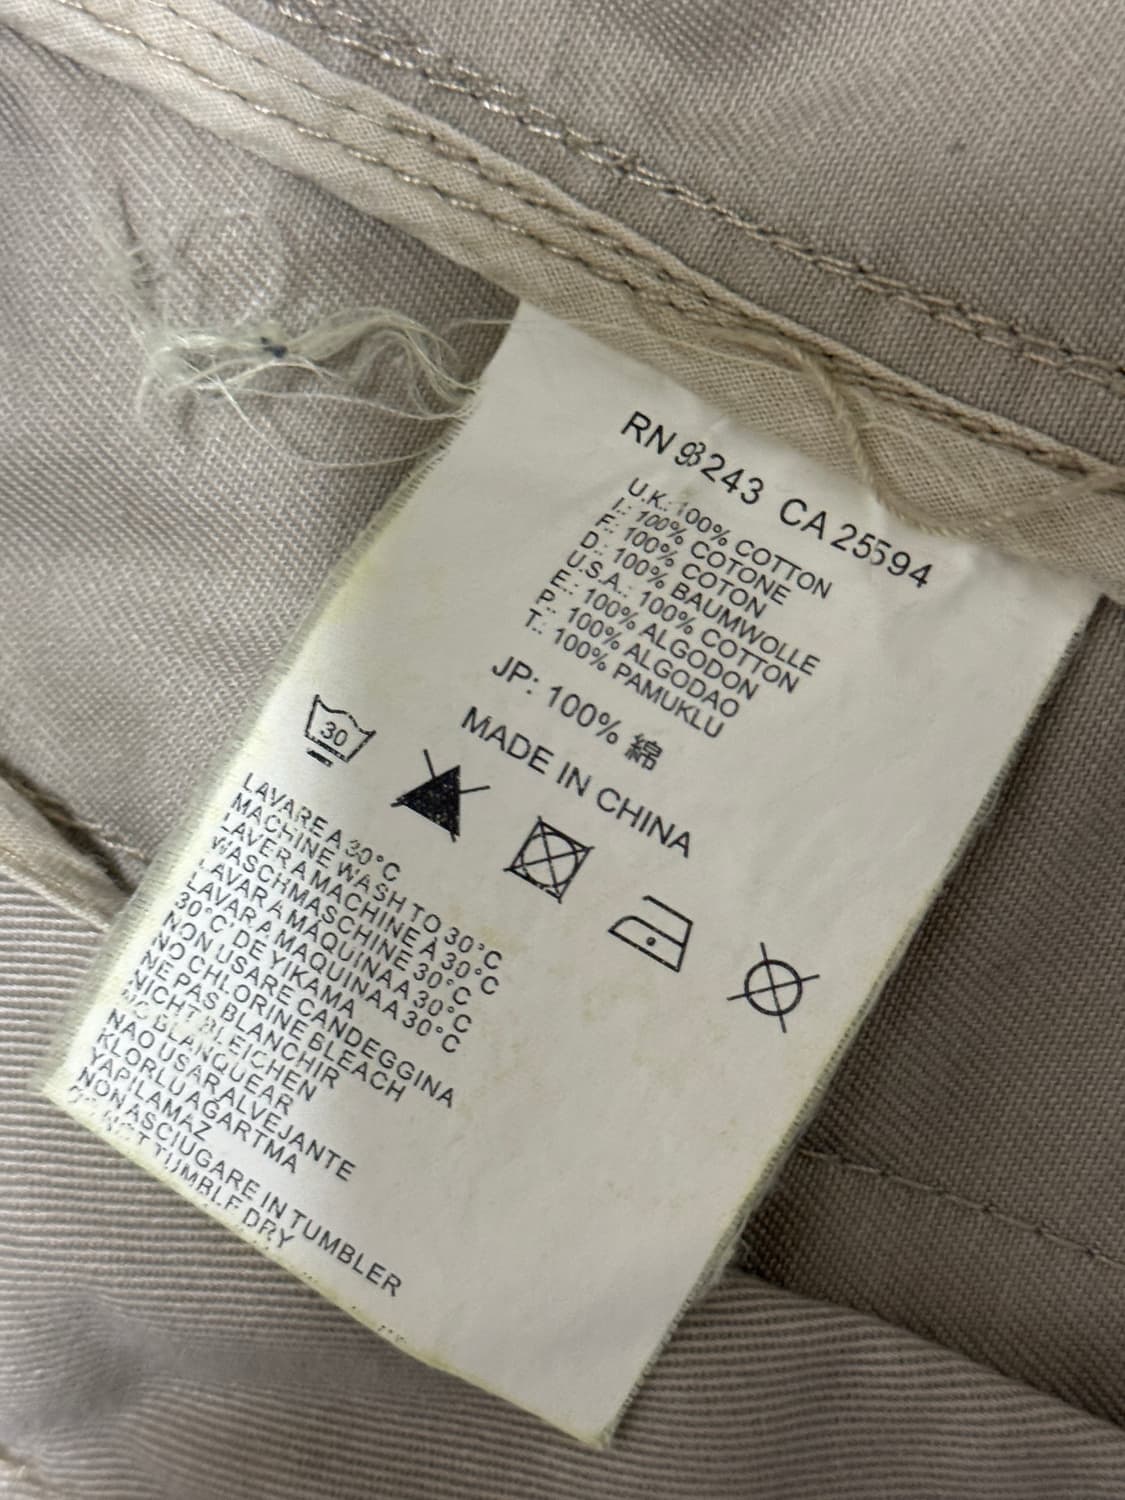 RN 93243 CA 25594
U.K.: 100% COTTON
I.: 100% COTONE
F.: 100% COTON
D.: 100% BAUMWOLLE
U.S.A.: 100% COTTON
E.: 100% ALGODON
P.: 100% ALGODAO
T.: 100% PAMUKLU
JP: 100% 綿
MADE IN CHINA
30
LAVARE A 30°C
MACHINE WASH TO 30°C
LAVER A MACHINE A 30°C
WASCHMASCHINE 30°C
LAVAR A MAQUINAA 30°C
LAVAR A MAQUINAA 30°C
30°C' DE YIKAMA
NON USARE CANDEGGINA
NO CHLORINE BLEACH
NE PAS BLANCHIR
NICHT BLEICHEN
NO BLANQUEAR
NAO USAR ALVEJANTE
KLORLU AGARTMA
YAPILAMAZ
NON ASCIUGARE IN TUMBLER
DO NOT TUMBLE DRY